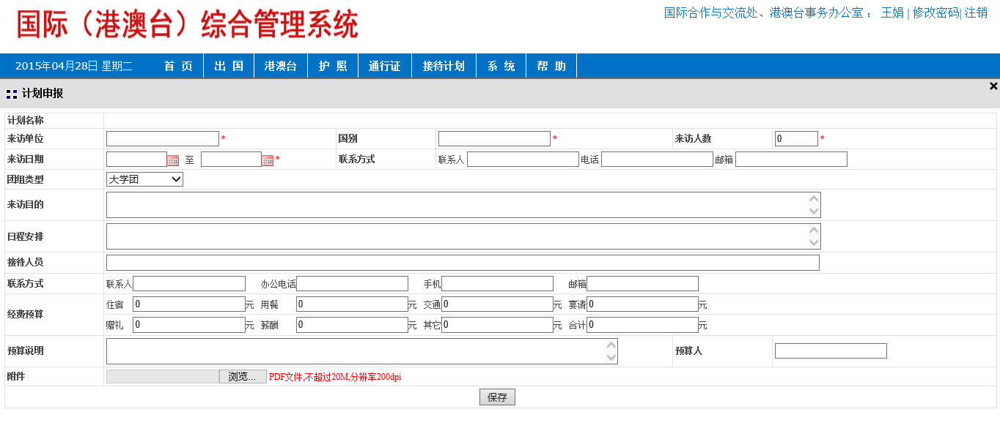 国际（港澳台）综合管理系统
国际合作与交流处、港澳台事务办公室： 王娟 | 修改密码| 注销
2015年04月28日 星期二 首 页 出 国 港澳台 护 照 通行证 接待计划 系 统 帮 助
计划申报
计划名称
来访单位 * 国别 * 来访人数 0 *
来访日期 至 * 联系方式 联系人 电话 邮箱
团组类型 大学团
来访目的
日程安排
接待人员
联系方式 联系人 办公电话 手机 邮箱
经费预算
住宿 0 元 用餐 0 元 交通 0 元 宴请 0 元
赠礼 0 元 薪酬 0 元 其它 0 元 合计 0 元
预算说明 预算人
附件 浏览... PDF文件,不超过20M,分辨率200dpi
保存